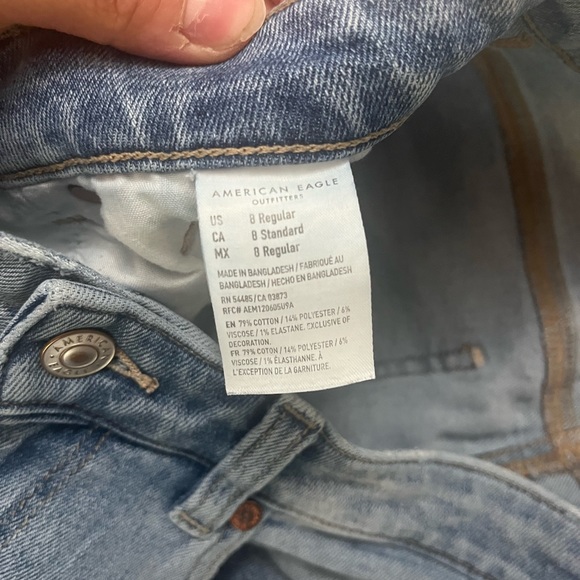 AMERICAN EAGLE
OUTFITTERS
US 8 Regular
CA 8 Standard
MX 8 Regular
MADE IN BANGLADESH / FABRIQUÉ AU
BANGLADESH / HECHO EN BANGLADESH
RN 54485/CA 03873
RFC# AEM120605U9A
EN 79% COTTON / 14% POLYESTER / 6%
VISCOSE / 1% ELASTANE. EXCLUSIVE OF
DECORATION.
FR 79% COTON / 14% POLYESTER / 6%
VISCOSE / 1% ÉLASTHANNE. À
L'EXCEPTION DE LA GARNITURE.
AMERICAN